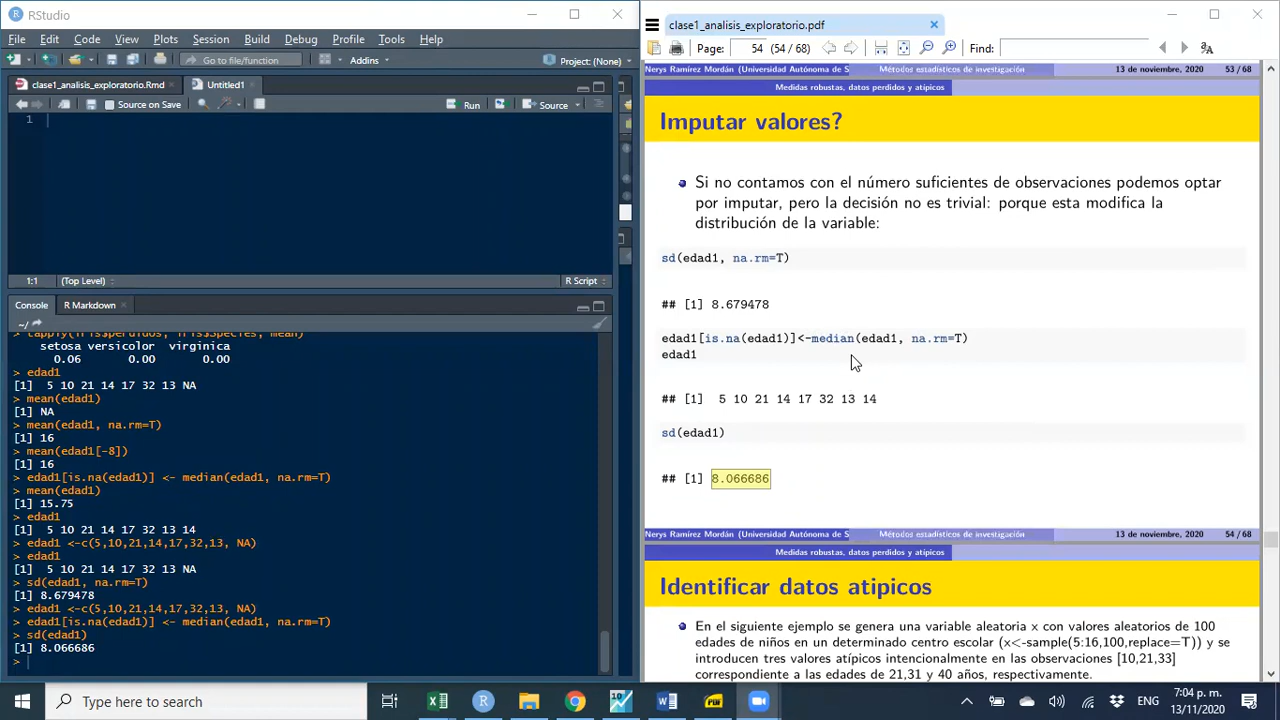 RStudio
File Edit Code View Plots Session Build Debug Profile Tools Help
Go to file/function Addins Project: (None)
clase1_analisis_exploratorio.Rmd Untitled1
Source on Save Run Source
1
1:1 (Top Level) R Script
Console R Markdown
~/
setosa versicolor virginica
0.06 0.00 0.00
> edad1
[1] 5 10 21 14 17 32 13 NA
> mean(edad1)
[1] NA
> mean(edad1, na.rm=T)
[1] 16
> mean(edad1[-8])
[1] 16
> edad1[is.na(edad1)] <- median(edad1, na.rm=T)
> mean(edad1)
[1] 15.75
> edad1
[1] 5 10 21 14 17 32 13 14
> edad1 <-c(5,10,21,14,17,32,13, NA)
> edad1
[1] 5 10 21 14 17 32 13 NA
> sd(edad1, na.rm=T)
[1] 8.679478
> edad1 <-c(5,10,21,14,17,32,13, NA)
> edad1[is.na(edad1)] <- median(edad1, na.rm=T)
> sd(edad1)
[1] 8.066686
>
clase1_analisis_exploratorio.pdf
Page: 54 (54 / 68) Find:
Nerys Ramírez Mordán (Universidad Autónoma de S Métodos estadísticos de investigación 13 de noviembre, 2020 53 / 68
Medidas robustas, datos perdidos y atípicos
Imputar valores?
Si no contamos con el número suficientes de observaciones podemos optar
por imputar, pero la decisión no es trivial: porque esta modifica la
distribución de la variable:
sd(edad1, na.rm=T)
## [1] 8.679478
edad1[is.na(edad1)]<-median(edad1, na.rm=T)
edad1
## [1] 5 10 21 14 17 32 13 14
sd(edad1)
## [1] 8.066686
Nerys Ramírez Mordán (Universidad Autónoma de S Métodos estadísticos de investigación 13 de noviembre, 2020 54 / 68
Medidas robustas, datos perdidos y atípicos
Identificar datos atipicos
En el siguiente ejemplo se genera una variable aleatoria x con valores aleatorios de 100
edades de niños en un determinado centro escolar (x<-sample(5:16,100,replace=T)) y se
introducen tres valores atípicos intencionalmente en las observaciones [10,21,33]
correspondiente a las edades de 21,31 y 40 años, respectivamente.
Type here to search
ENG
7:04 p. m.
13/11/2020